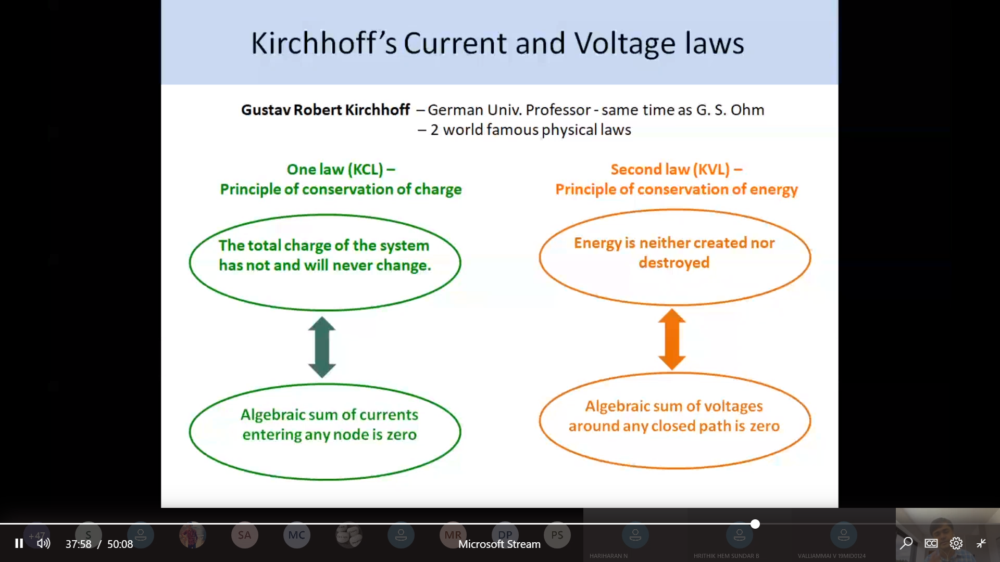 Kirchhoff's Current and Voltage laws
Gustav Robert Kirchhoff – German Univ. Professor - same time as G. S. Ohm
– 2 world famous physical laws
One law (KCL) –
Principle of conservation of charge
Second law (KVL) –
Principle of conservation of energy
The total charge of the system
has not and will never change.
Energy is neither created nor
destroyed
Algebraic sum of currents
entering any node is zero
Algebraic sum of voltages
around any closed path is zero
+47
S
SA
MC
MR
DP
PS
37:58 / 50:08
Microsoft Stream
CC
HARIHARAN N
HRITHIK HEM SUNDAR B
VALLIAMMAI V 19MID0124